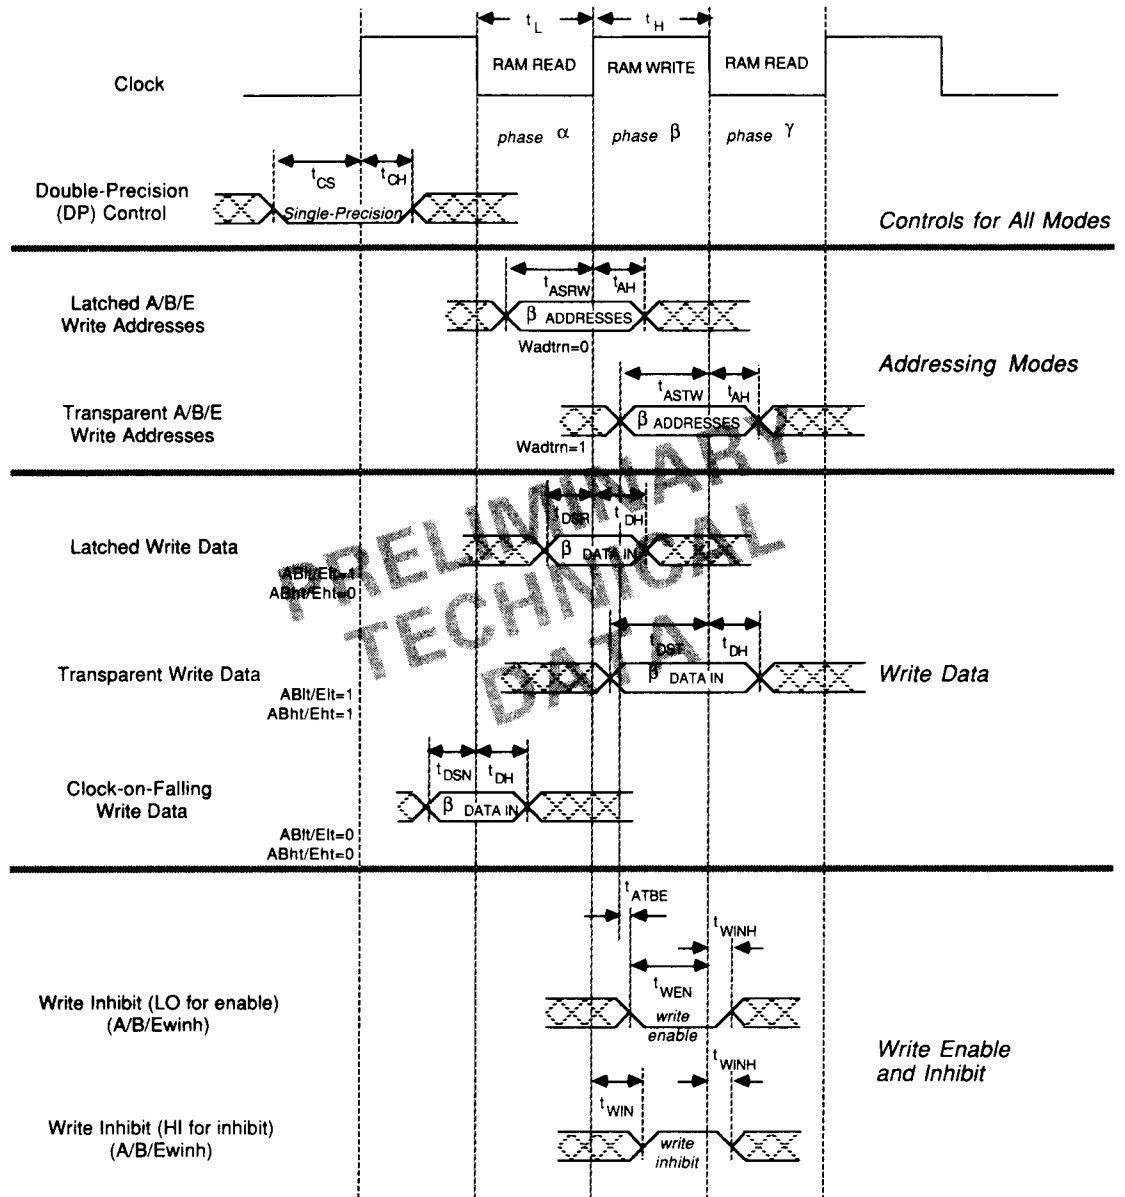 t L
t H
RAM READ
RAM WRITE
RAM READ
Clock
phase α
phase β
phase γ
t CS
t CH
Double-Precision
(DP) Control
Single-Precision
Controls for All Modes
t ASRW
t AH
Latched A/B/E
Write Addresses
β ADDRESSES
Wadtrn=0
Addressing Modes
t ASTW
t AH
Transparent A/B/E
Write Addresses
β ADDRESSES
Wadtrn=1
PRELIMINARY
TECHNICAL
DATA
t DSR
t DH
Latched Write Data
β DATA IN
ABlt/Elt=1
ABht/Eht=0
t DST
t DH
Transparent Write Data
β DATA IN
Write Data
ABlt/Elt=1
ABht/Eht=1
t DSN
t DH
Clock-on-Falling
Write Data
β DATA IN
ABlt/Elt=0
ABht/Eht=0
t ATBE
t WINH
t WEN
Write Inhibit (LO for enable)
(A/B/Ewinh)
write
enable
Write Enable
and Inhibit
t WINH
t WIN
Write Inhibit (HI for inhibit)
(A/B/Ewinh)
write
inhibit